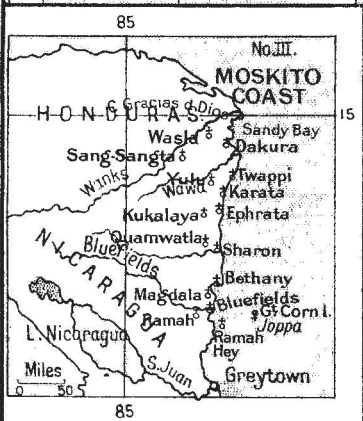 85
No.III.
MOSKITO
COAST
C. Gracias d. Dios
HONDURAS
15
Wasla
Sandy Bay
Dakura
Sang-Sangta
Winks
Yulu
Wawa
Twappi
Karata
Kukalaya
Ephrata
Quamwatla
Sharon
Bluefields
NICARAGUA
Bethany
Magdala
Bluefields
Gt Corn I.
Ramah
Joppa
L. Nicaragua
Ramah
Hey
Miles
0 50
S. Juan
Greytown
85